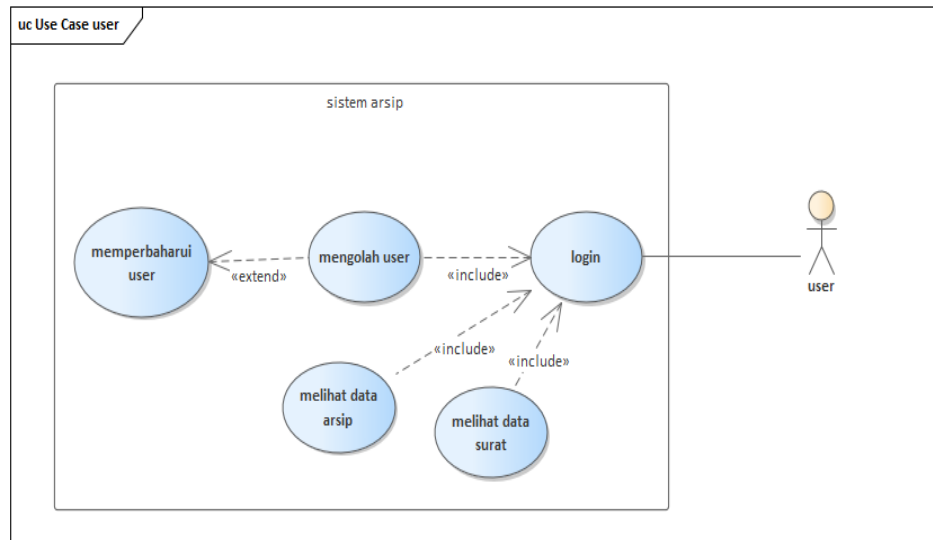 uc Use Case user
sistem arsip
memperbaharui
user
«extend»
mengolah user
«include»
login
user
«include»
«include»
melihat data
arsip
melihat data
surat